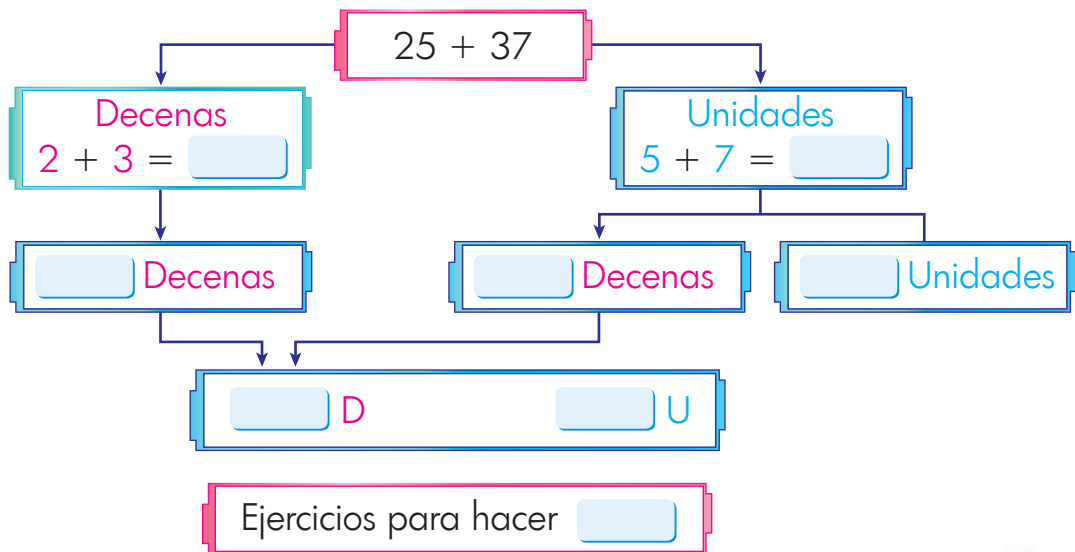 25 + 37
Decenas
2 + 3 =
Unidades
5 + 7 =
Decenas
Decenas
Unidades
D
U
Ejercicios para hacer